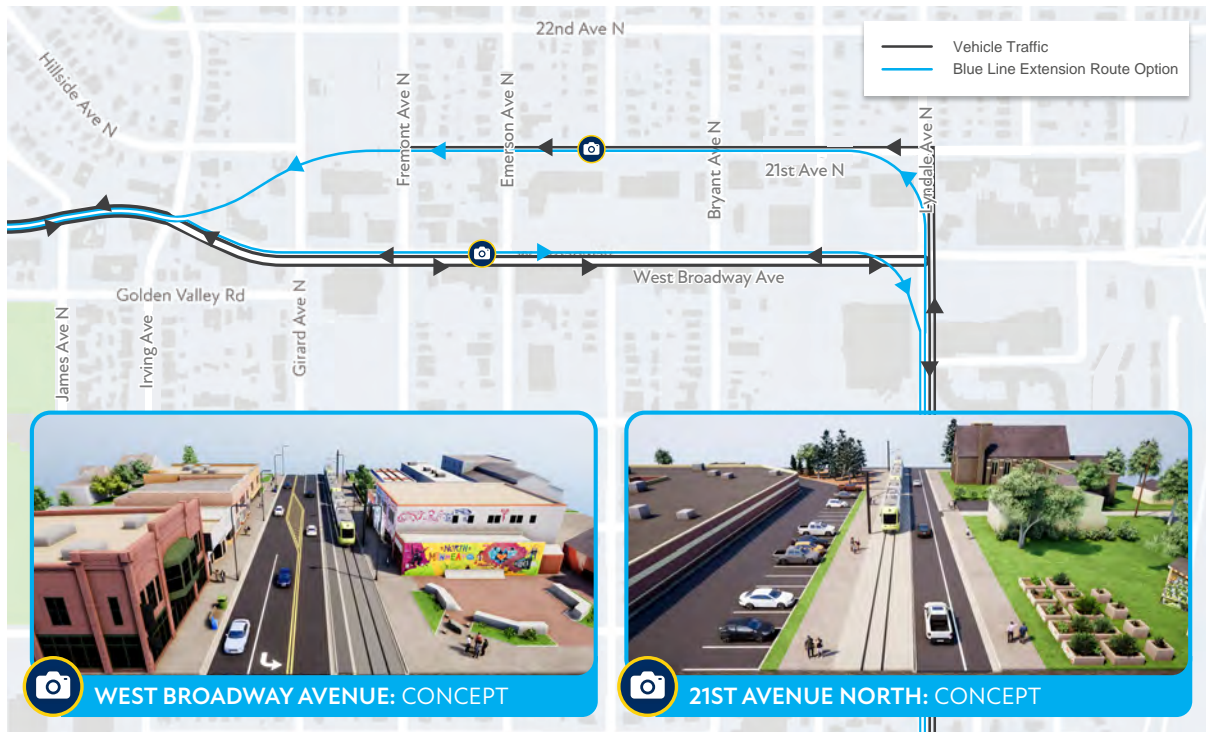 22nd Ave N
Vehicle Traffic
Blue Line Extension Route Option
Hillside Ave N
Fremont Ave N
Emerson Ave N
Bryant Ave N
Lyndale Ave N
21st Ave N
West Broadway Ave
Golden Valley Rd
James Ave N
Irving Ave
Girard Ave N
NORTH
WEST BROADWAY AVENUE: CONCEPT
21ST AVENUE NORTH: CONCEPT